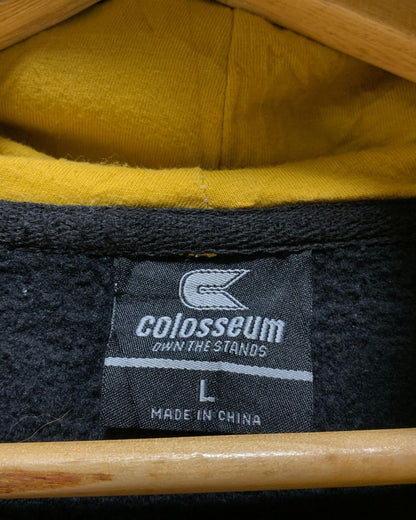 COLOSSEUM
OWN THE STANDS
L
MADE IN CHINA